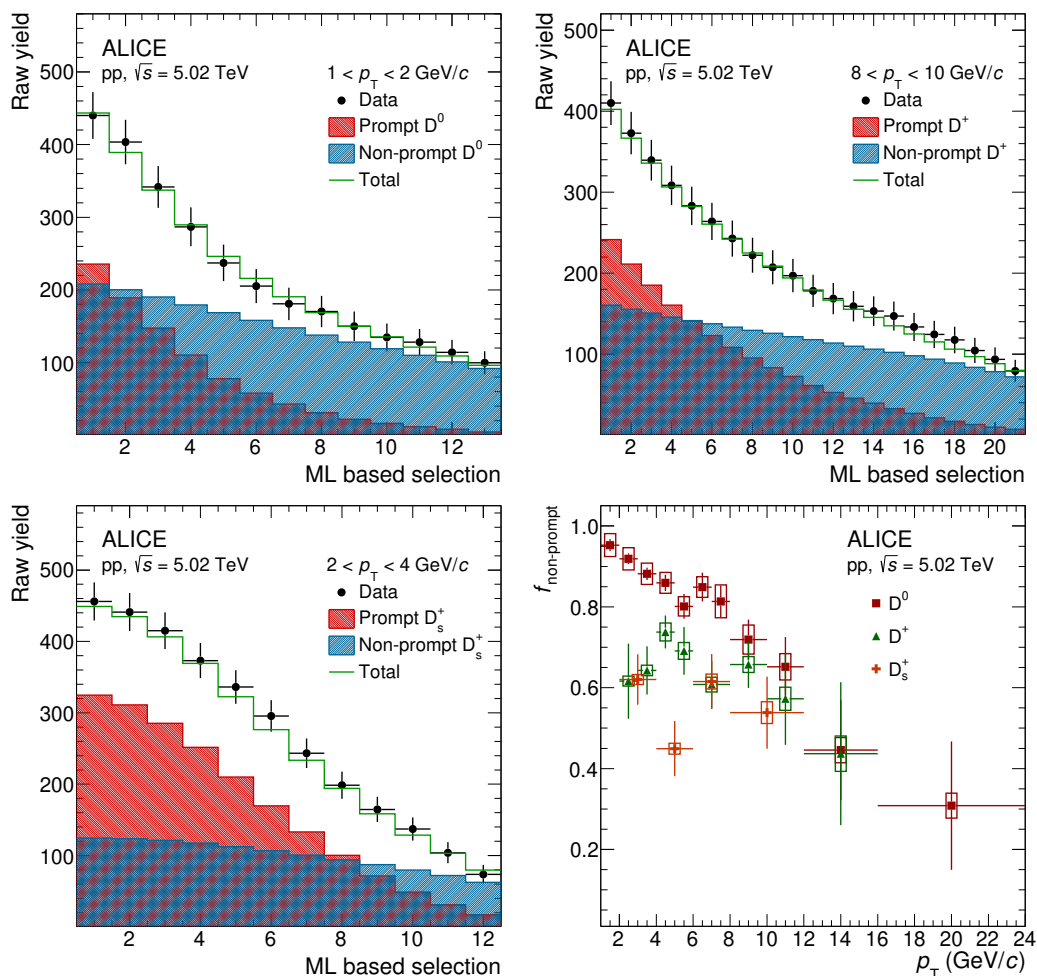 Raw yield
500
400
300
200
100
ALICE
pp, √s = 5.02 TeV
1 < p_T < 2 GeV/c
Data
Prompt D⁰
Non-prompt D⁰
Total
2 4 6 8 10 12
ML based selection
Raw yield
500
400
300
200
100
ALICE
pp, √s = 5.02 TeV
8 < p_T < 10 GeV/c
Data
Prompt D⁺
Non-prompt D⁺
Total
2 4 6 8 10 12 14 16 18 20
ML based selection
Raw yield
600
500
400
300
200
100
ALICE
pp, √s = 5.02 TeV
2 < p_T < 4 GeV/c
Data
Prompt D_s⁺
Non-prompt D_s⁺
Total
2 4 6 8 10 12
ML based selection
f_non-prompt
1.0
0.8
0.6
0.4
0.2
ALICE
pp, √s = 5.02 TeV
D⁰
D⁺
D_s⁺
2 4 6 8 10 12 14 16 18 20 22 24
p_T (GeV/c)